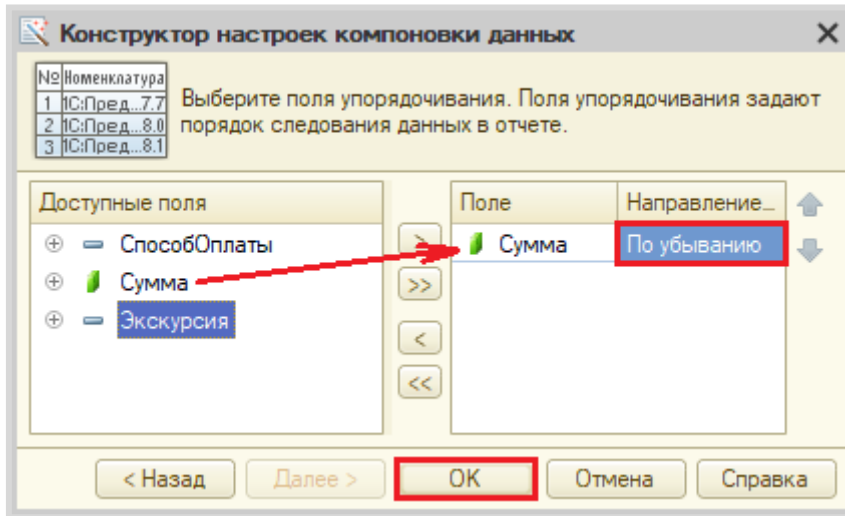 Конструктор настроек компоновки данных
№ Номенклатура
1 1С:Пред...7.7
2 1С:Пред...8.0
3 1С:Пред...8.1
Выберите поля упорядочивания. Поля упорядочивания задают
порядок следования данных в отчете.
Доступные поля
СпособОплаты
Сумма
Экскурсия
>
>>
<
<<
Поле Направление...
Сумма По убыванию
< Назад Далее > ОК Отмена Справка